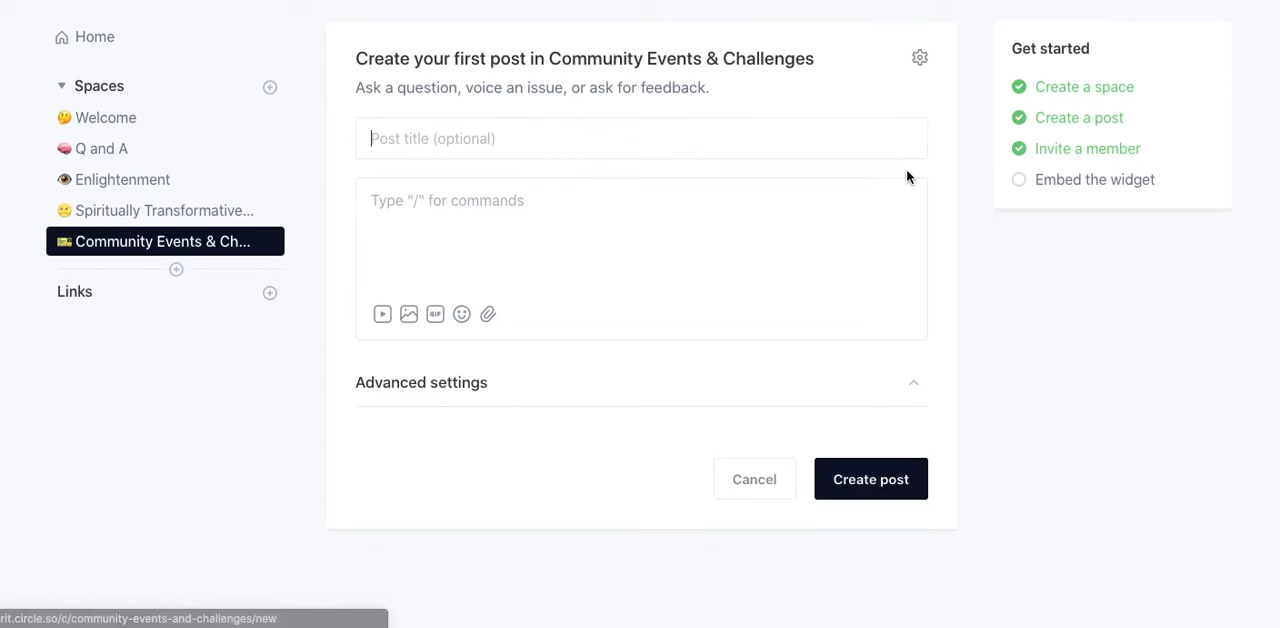 Home
Spaces
Welcome
Q and A
Enlightenment
Spiritually Transformative...
Community Events & Ch...
Links
Create your first post in Community Events & Challenges
Ask a question, voice an issue, or ask for feedback.
Post title (optional)
Type "/" for commands
GIF
Advanced settings
Cancel
Create post
Get started
Create a space
Create a post
Invite a member
Embed the widget
rit.circle.so/c/community-events-and-challenges/new